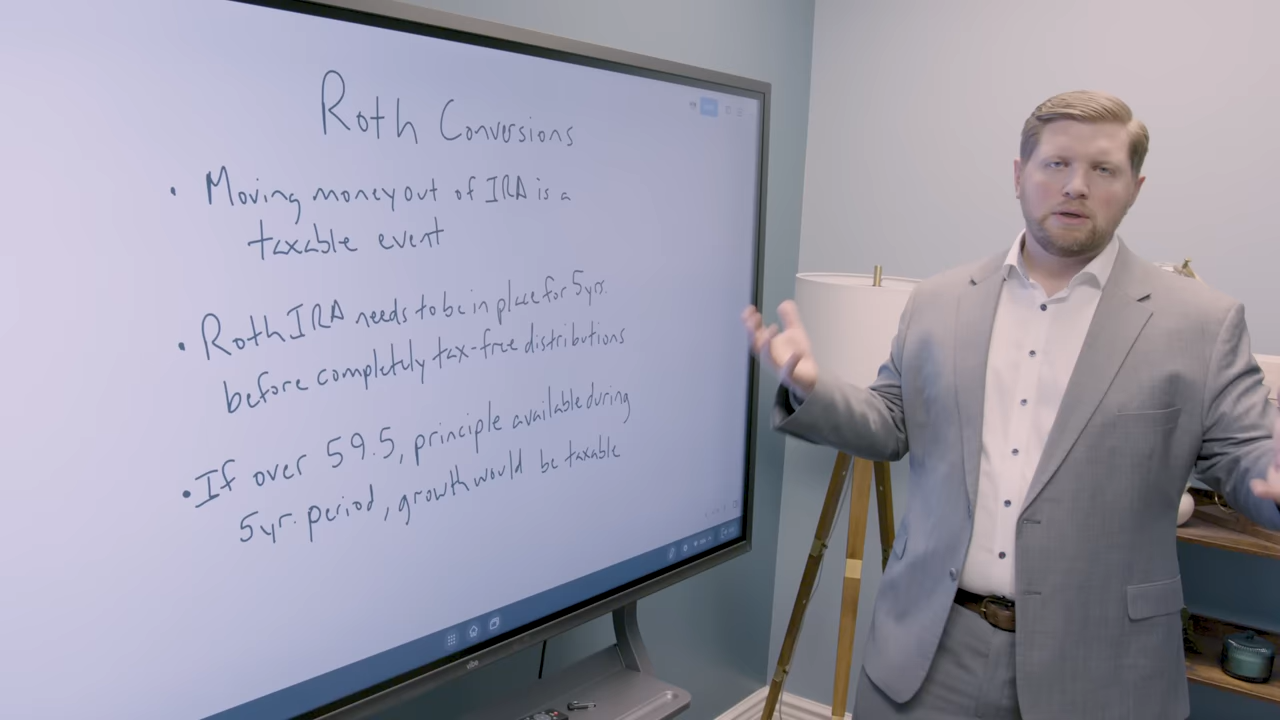 Roth Conversions
• Moving money out of IRA is a
taxable event
• Roth IRA needs to be in place for 5yrs.
before completely tax-free distributions
• If over 59.5, principle available during
5yr. period, growth would be taxable
vibe